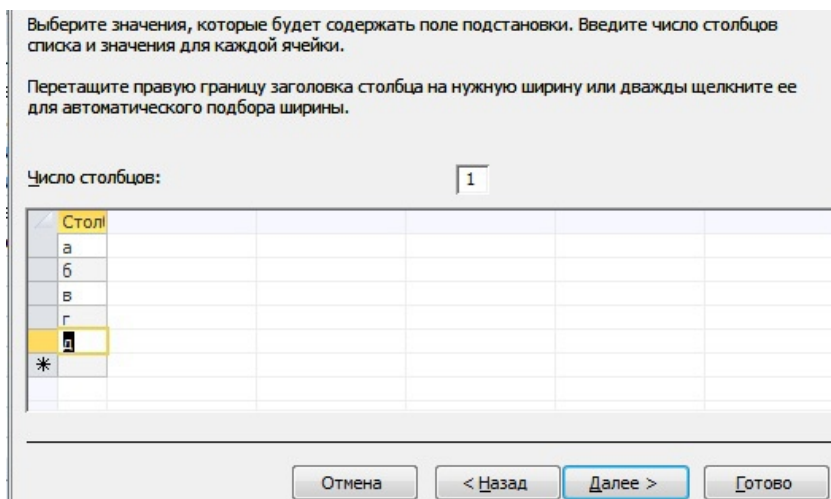 Выберите значения, которые будет содержать поле подстановки. Введите число столбцов
списка и значения для каждой ячейки.
Перетащите правую границу заголовка столбца на нужную ширину или дважды щелкните ее
для автоматического подбора ширины.
Число столбцов: 1
Столб
а
б
в
г
д
*
Отмена < Назад Далее > Готово